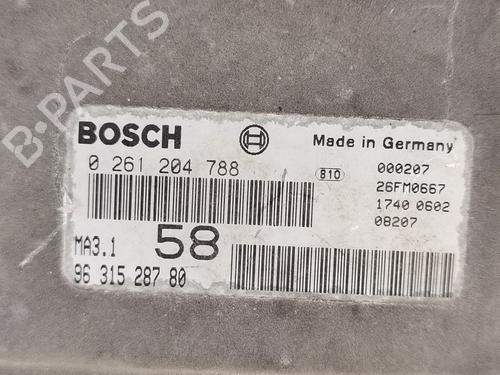 B-PARTS
BOSCH
Made in Germany
0 261 204 788
810
000207
26FM0667
1740 0602
08207
MA3.1
58
96 315 287 80